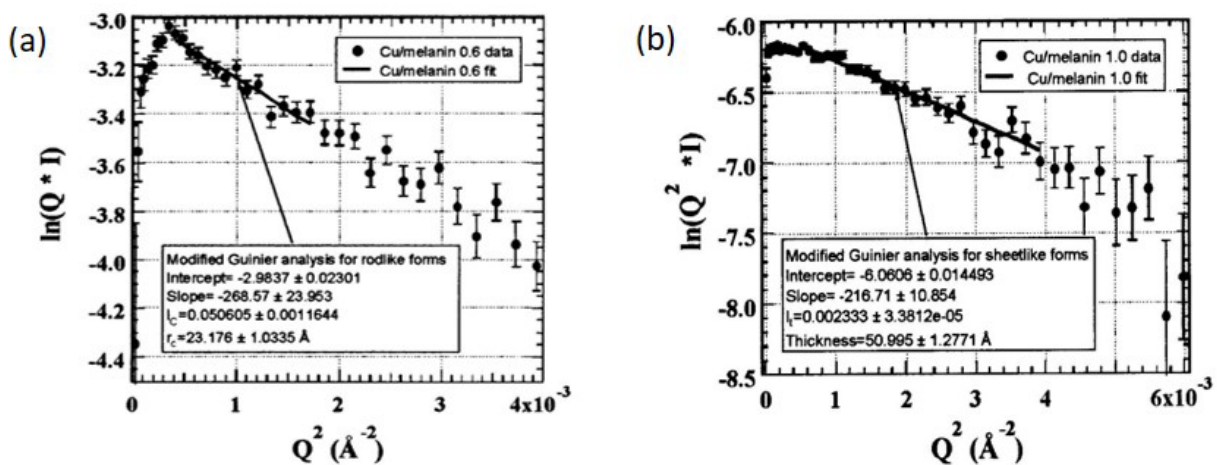 (a)
ln(Q * I)
-3.0
-3.2
-3.4
-3.6
-3.8
-4.0
-4.2
-4.4
Cu/melanin 0.6 data
Cu/melanin 0.6 fit
Modified Guinier analysis for rodlike forms
Intercept= -2.9837 ± 0.02301
Slope= -268.57 ± 23.953
I_C=0.050605 ± 0.0011644
r_c=23.176 ± 1.0335 Å
0 1 2 3 4x10⁻³
Q² (Å⁻²)
(b)
ln(Q² *I)
-6.0
-6.5
-7.0
-7.5
-8.0
-8.5
Cu/melanin 1.0 data
Cu/melanin 1.0 fit
Modified Guinier analysis for sheetlike forms
Intercept= -6.0606 ± 0.014493
Slope= -216.71 ± 10.854
I_t=0.002333 ± 3.3812e-05
Thickness=50.995 ± 1.2771 Å
0 1 2 3 4 6x10⁻³
Q² (Å⁻²)